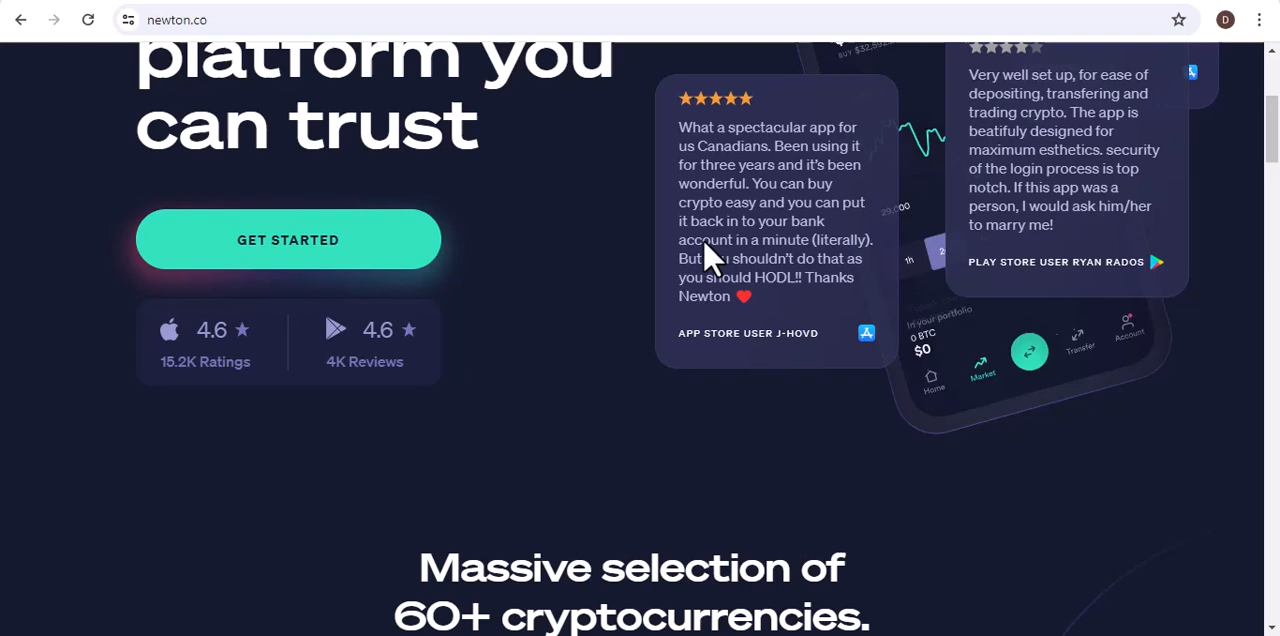 newton.co
D
platform you
can trust
GET STARTED
4.6 ★
15.2K Ratings
4.6 ★
4K Reviews
What a spectacular app for
us Canadians. Been using it
for three years and it's been
wonderful. You can buy
crypto easy and you can put
it back in to your bank
account in a minute (literally).
But you shouldn't do that as
you should HODL!! Thanks
Newton ❤️
APP STORE USER J-HOVD
Very well set up, for ease of
depositing, transfering and
trading crypto. The app is
beatifuly designed for
maximum esthetics. security
of the login process is top
notch. If this app was a
person, I would ask him/her
to marry me!
PLAY STORE USER RYAN RADOS
29,000
1h
In your portfolio
0 BTC
$0
Home
Market
Transfer
Account
Massive selection of
60+ cryptocurrencies.